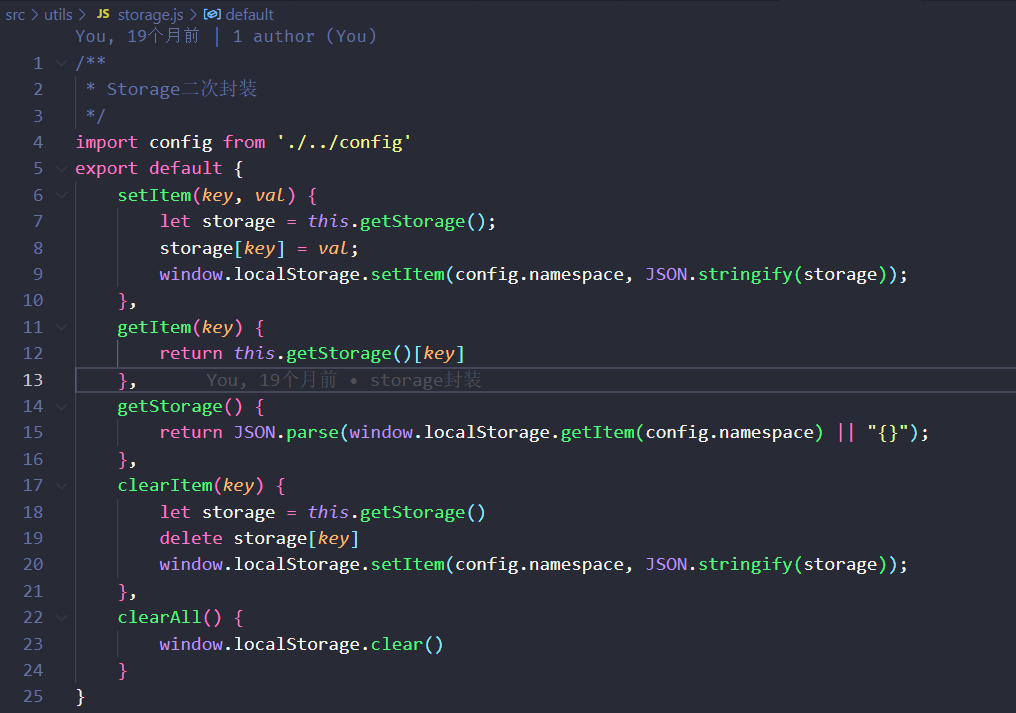 src > utils > JS storage.js > default
You, 19个月前 | 1 author (You)
1 /**
2  * Storage二次封装
3  */
4 import config from './../config'
5 export default {
6     setItem(key, val) {
7         let storage = this.getStorage();
8         storage[key] = val;
9         window.localStorage.setItem(config.namespace, JSON.stringify(storage));
10     },
11     getItem(key) {
12         return this.getStorage()[key]
13     },      You, 19个月前 • storage封装
14     getStorage() {
15         return JSON.parse(window.localStorage.getItem(config.namespace) || "{}");
16     },
17     clearItem(key) {
18         let storage = this.getStorage()
19         delete storage[key]
20         window.localStorage.setItem(config.namespace, JSON.stringify(storage));
21     },
22     clearAll() {
23         window.localStorage.clear()
24     }
25 }